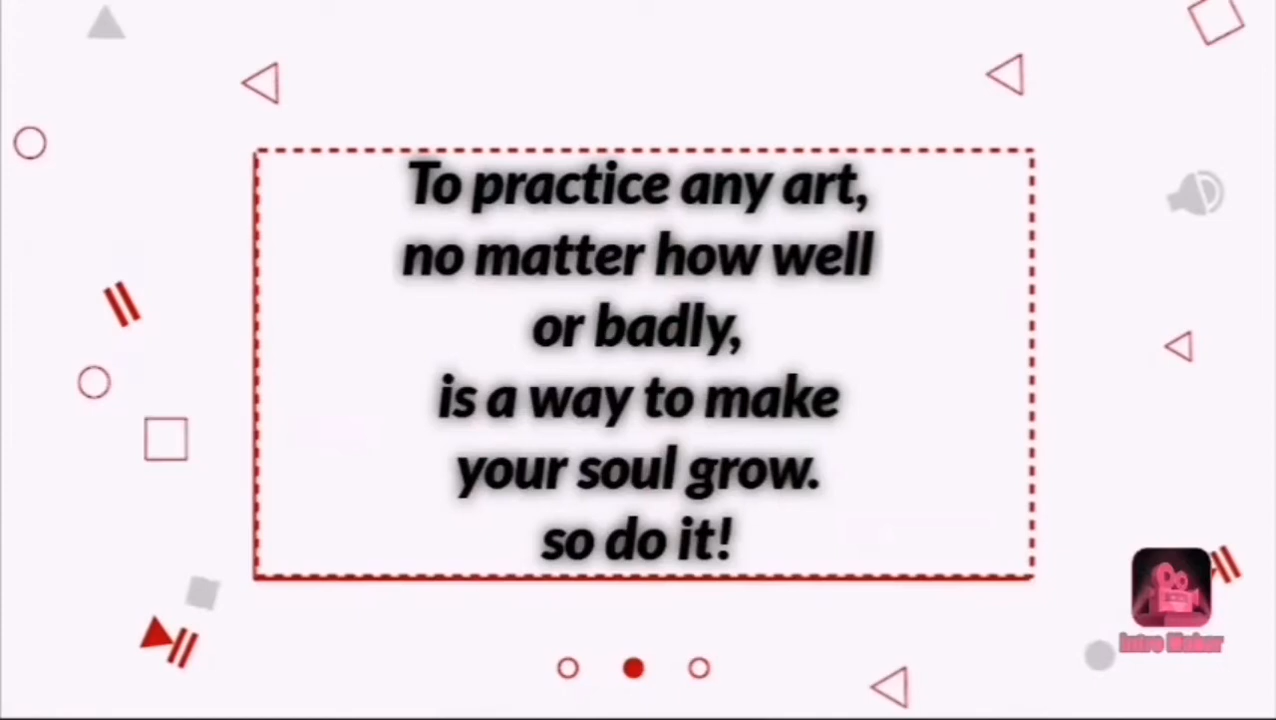 To practice any art,
no matter how well
or badly,
is a way to make
your soul grow.
so do it!
Intro Maker